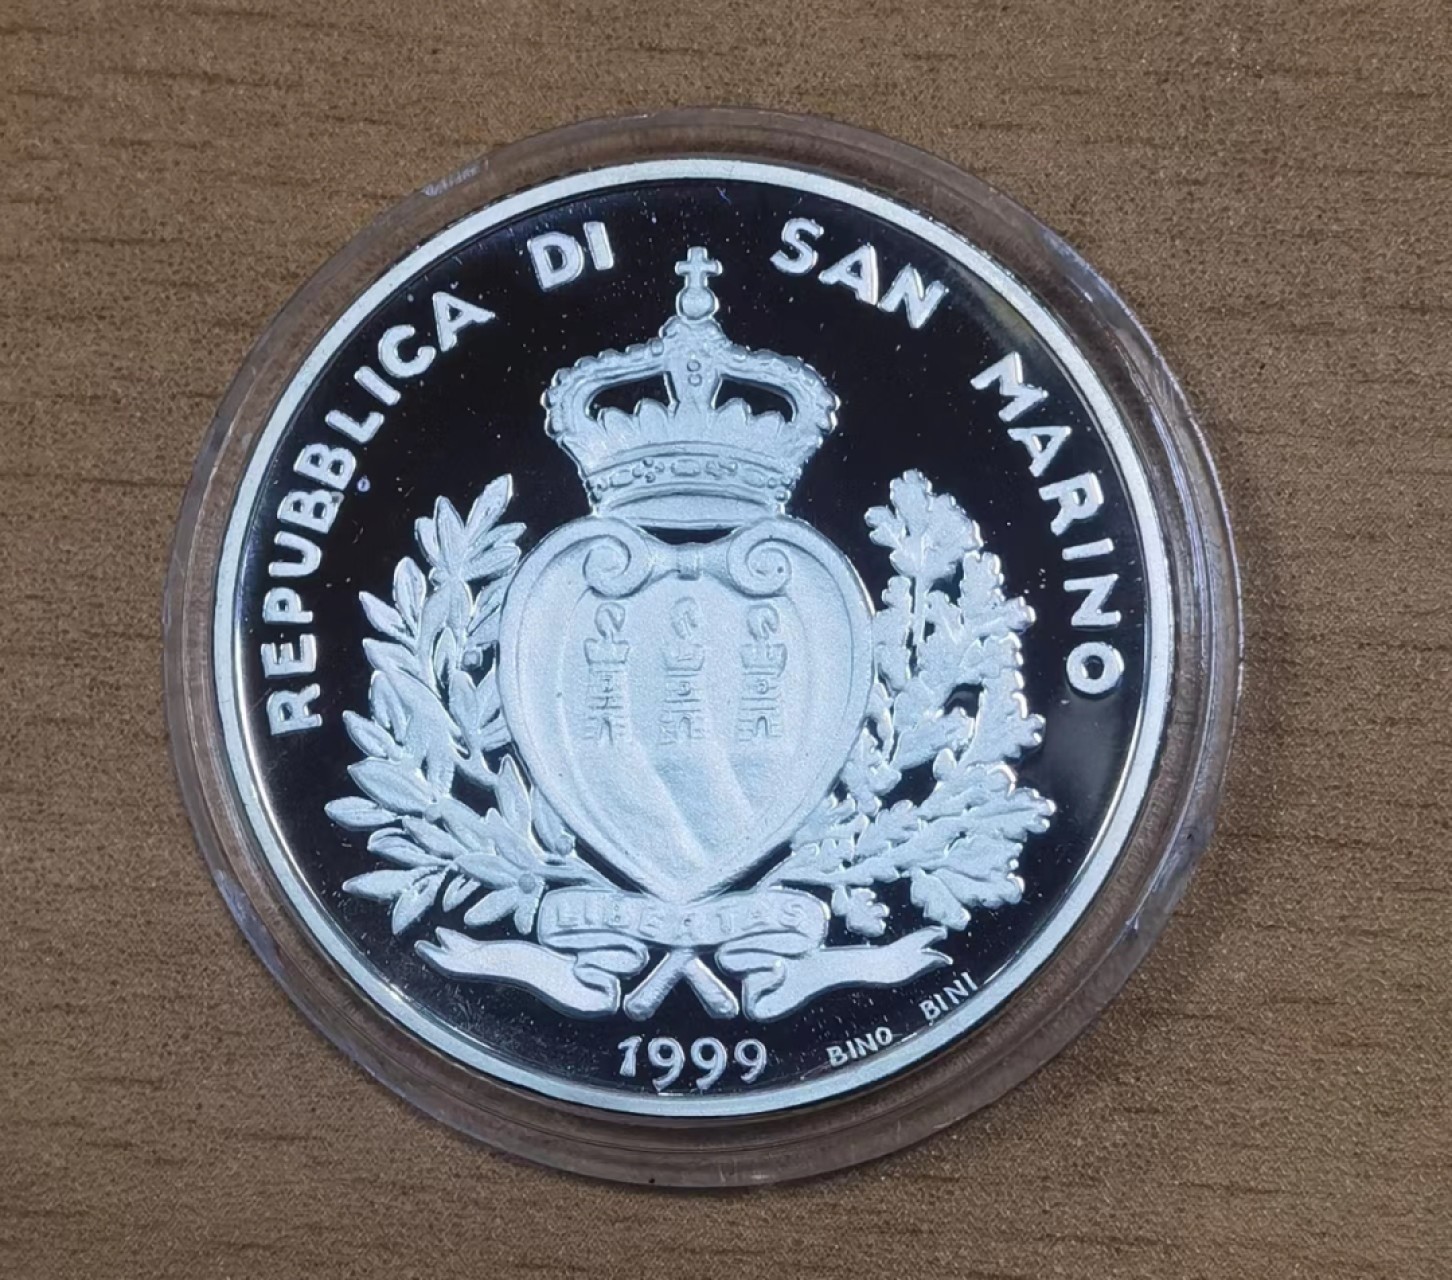 REPUBBLICA DI SAN MARINO
LIBERTAS
1999
BINO BINI